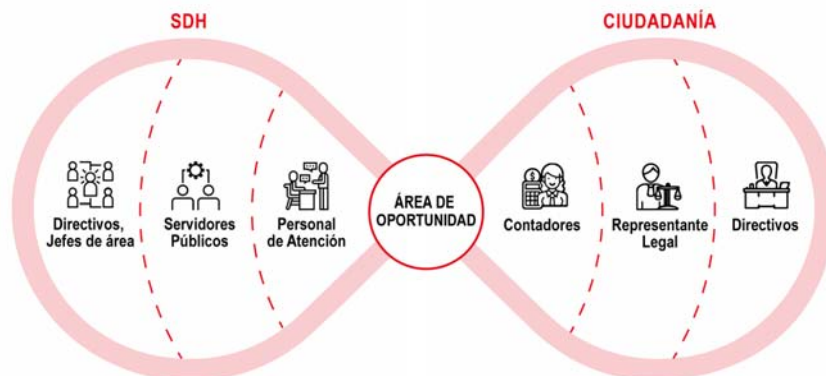 SDH
CIUDADANÍA
Directivos,
Jefes de área
Servidores
Públicos
Personal
de Atención
ÁREA DE
OPORTUNIDAD
Contadores
Representante
Legal
Directivos